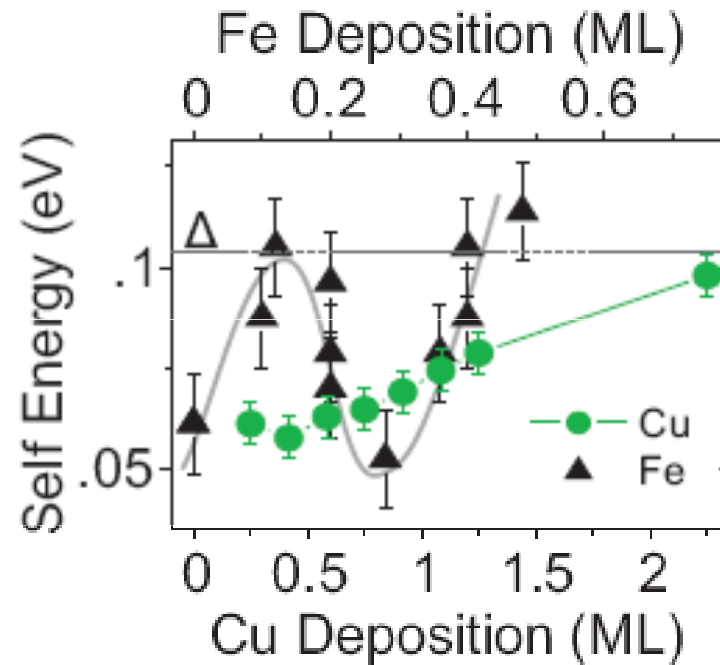 Fe Deposition (ML)
0 0.2 0.4 0.6
Self Energy (eV)
Δ
.1
.05
Cu
Fe
0 0.5 1 1.5 2
Cu Deposition (ML)